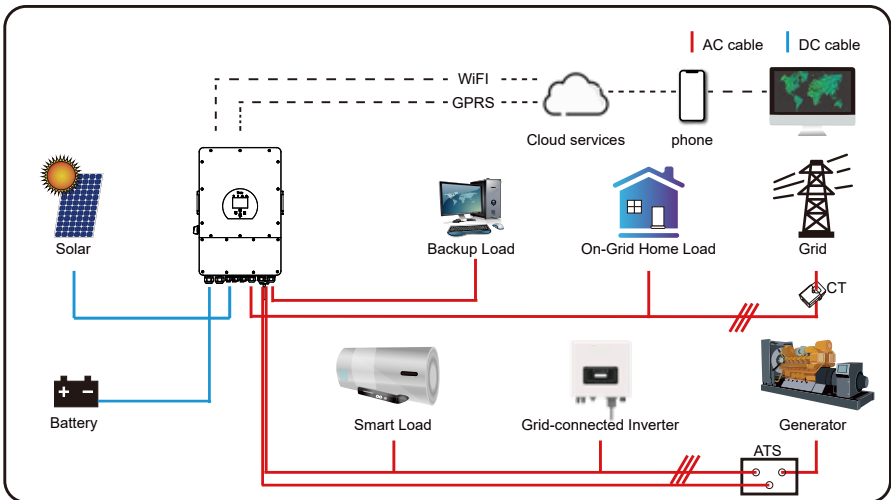 AC cable
DC cable
WiFI
GPRS
Cloud services
phone
Solar
Backup Load
On-Grid Home Load
Grid
CT
Battery
Smart Load
Grid-connected Inverter
Generator
ATS